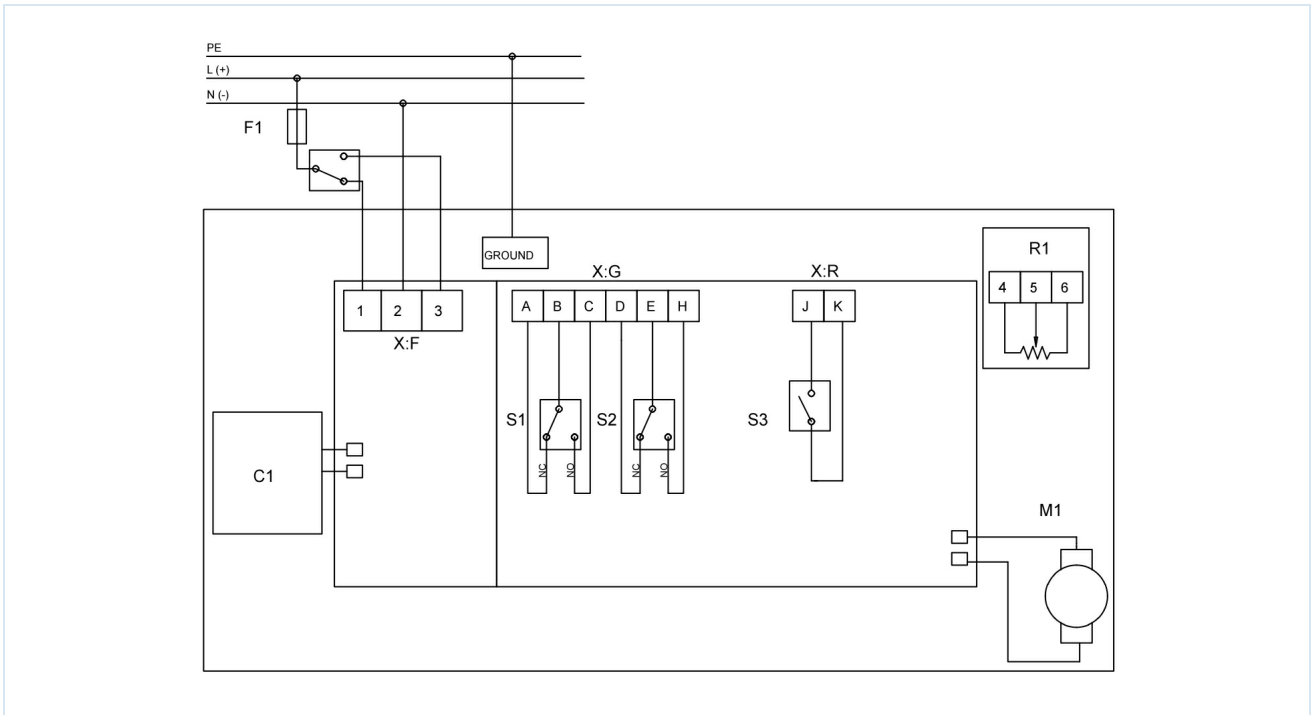 PE
L (+)
N (-)
F1
GROUND
X:G
X:R
R1
4 5 6
1 2 3
A B C D E H
J K
X:F
S1
S2
S3
NC NO NC NO
C1
M1